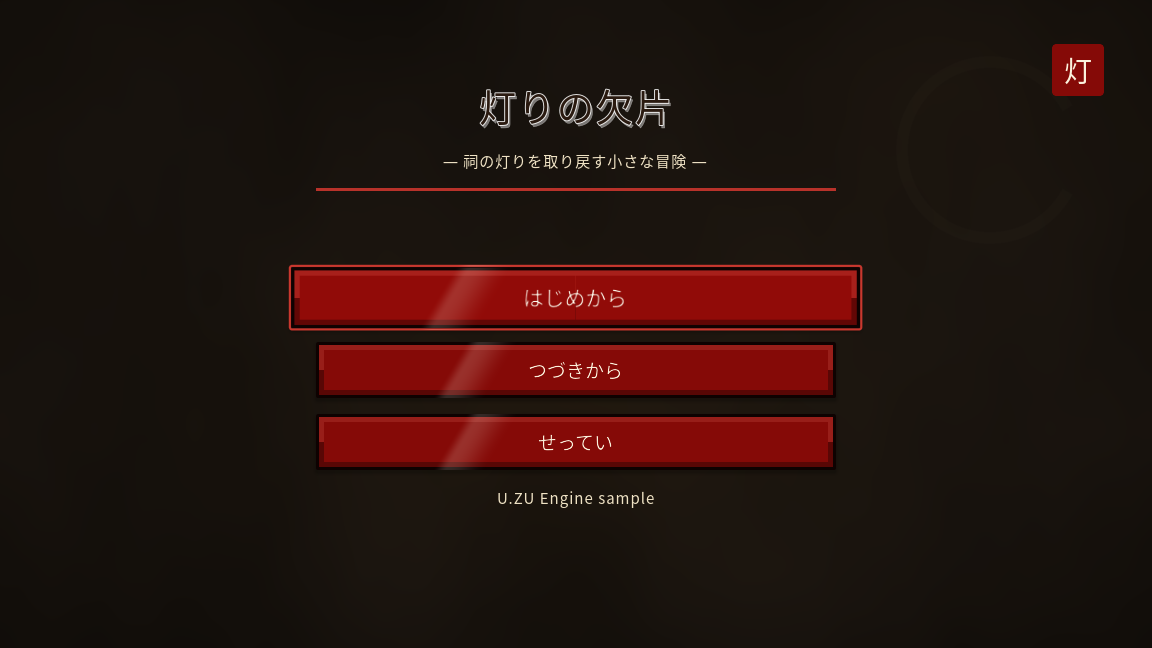 灯
灯りの欠片
— 祠の灯りを取り戻す小さな冒険 —
はじめから
つづきから
せってい
U.ZU Engine sample